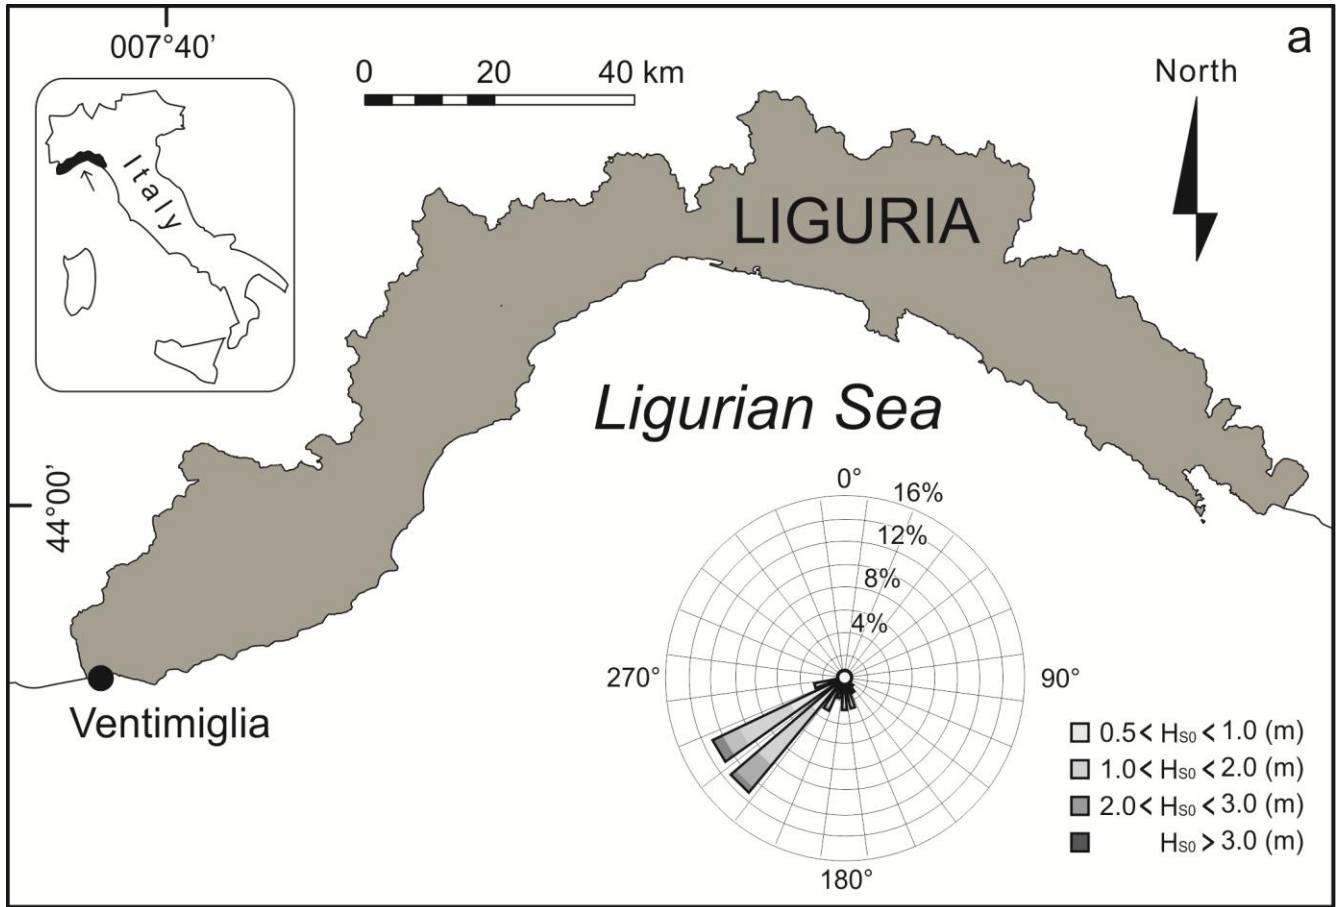 a
007°40’
0 20 40 km
North
Italy
LIGURIA
Ligurian Sea
44°00’
0°
16%
12%
8%
4%
270°
90°
180°
Ventimiglia
0.5 < HS0 < 1.0 (m)
1.0 < HS0 < 2.0 (m)
2.0 < HS0 < 3.0 (m)
HS0 > 3.0 (m)